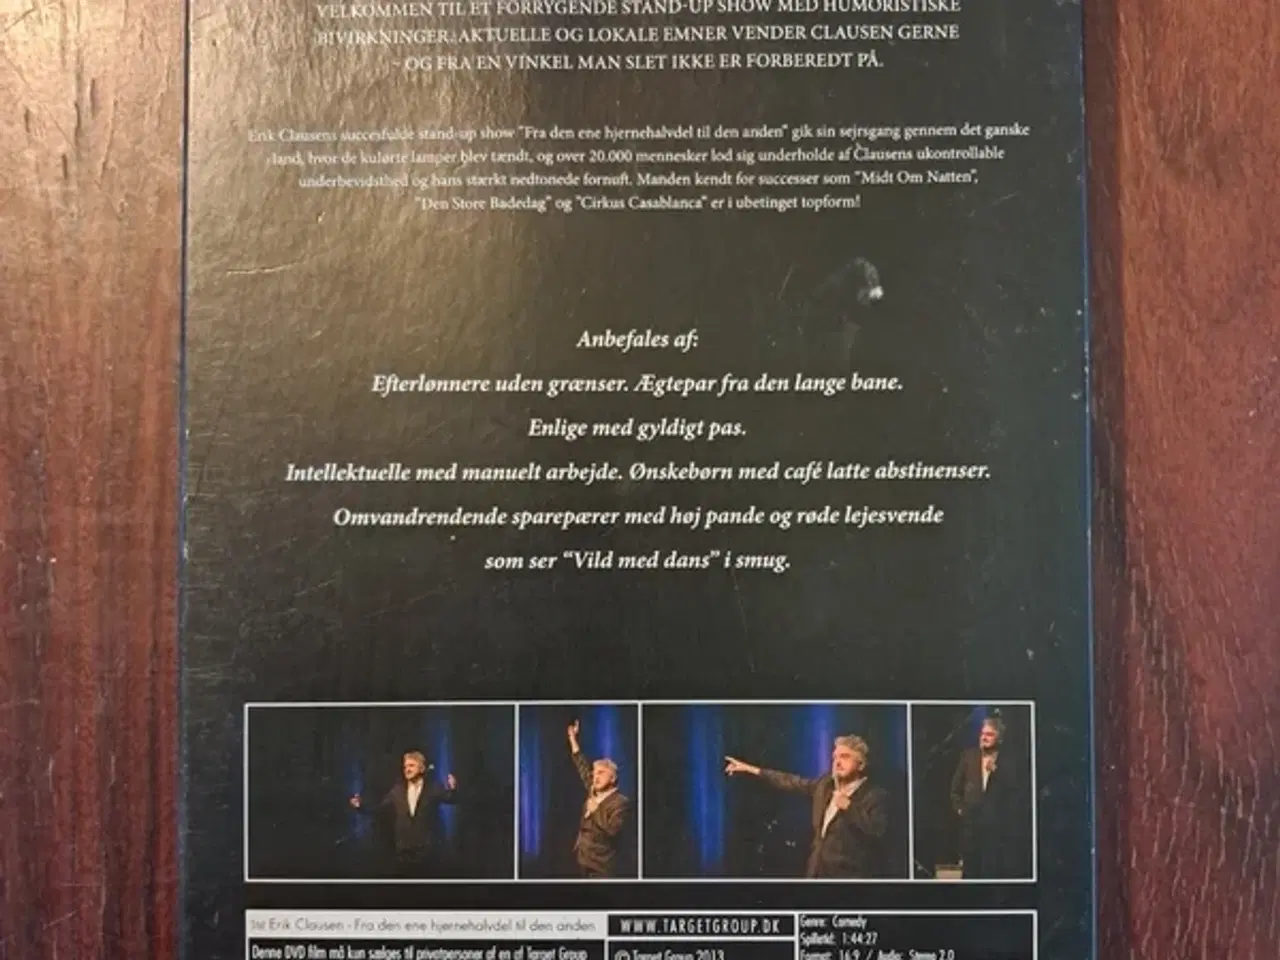 VELKOMMEN TIL ET FORRYGENDE STAND-UP SHOW MED HUMORISTISKE
BIVIRKNINGER. AKTUELLE OG LOKALE EMNER VENDER CLAUSEN GERNE
- OG FRA EN VINKEL MAN SLET IKKE ER FORBEREDT PÅ.
Erik Clausens succesfulde stand-up show "Fra den ene hjernehalvdel til den anden" gik sin sejrsgang gennem det ganske
land, hvor de kulørte lamper blev tændt, og over 20.000 mennesker lod sig underholde af Clausens ukontrollable
underbevidsthed og hans stærkt nedtonede fornuft. Manden kendt for successer som "Midt Om Natten",
"Den Store Badedag" og "Cirkus Casablanca" er i ubetinget topform!
Anbefales af:
Efterlønnere uden grænser. Ægtepar fra den lange bane.
Enlige med gyldigt pas.
Intellektuelle med manuelt arbejde. Ønskebørn med café latte abstinenser.
Omvandrendende sparepærer med høj pande og røde lejesvende
som ser "Vild med dans" i smug.
Erik Clausen - Fra den ene hjernehalvdel til den anden
WWW.TARGETGROUP.DK
Genre: Comedy
Spilletid: 1:44:27
Denne DVD film må kun sælges til privatpersoner af en af Target Group
© Target Group 2013
Format: 16:9 / Audio: Stereo 2.0